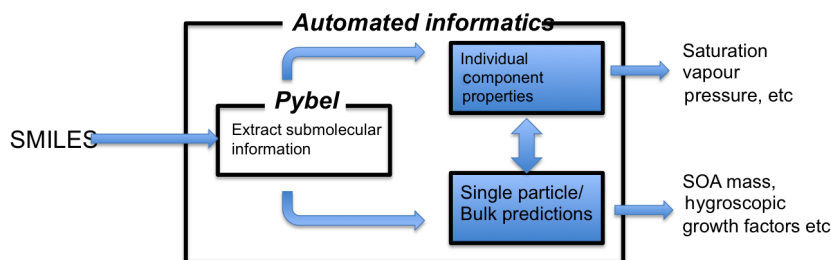 Automated informatics
Pybel
SMILES
Extract submolecular
information
Individual
component
properties
Saturation
vapour
pressure, etc
Single particle/
Bulk predictions
SOA mass,
hygroscopic
growth factors etc